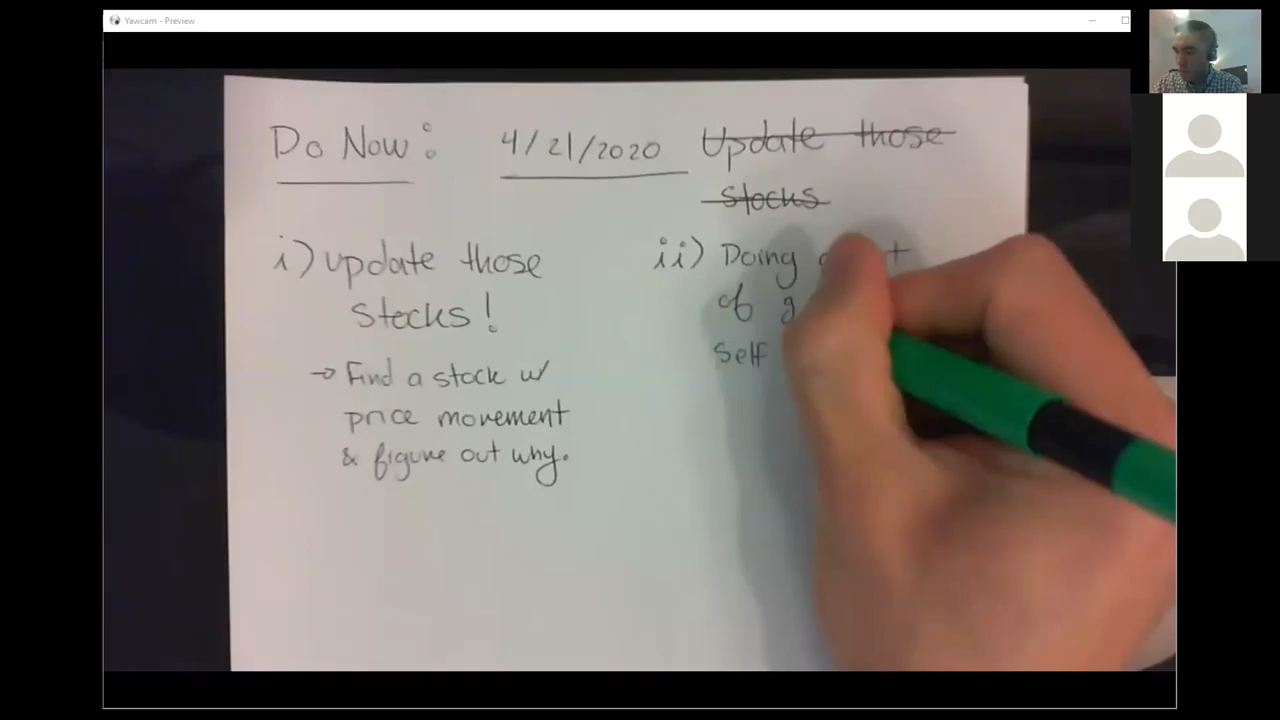 Yawcam - Preview
Do Now: 4/21/2020 Update those
stocks
i) update those
stocks!
→ Find a stock w/
price movement
& figure out why.
ii) Doing
of
self